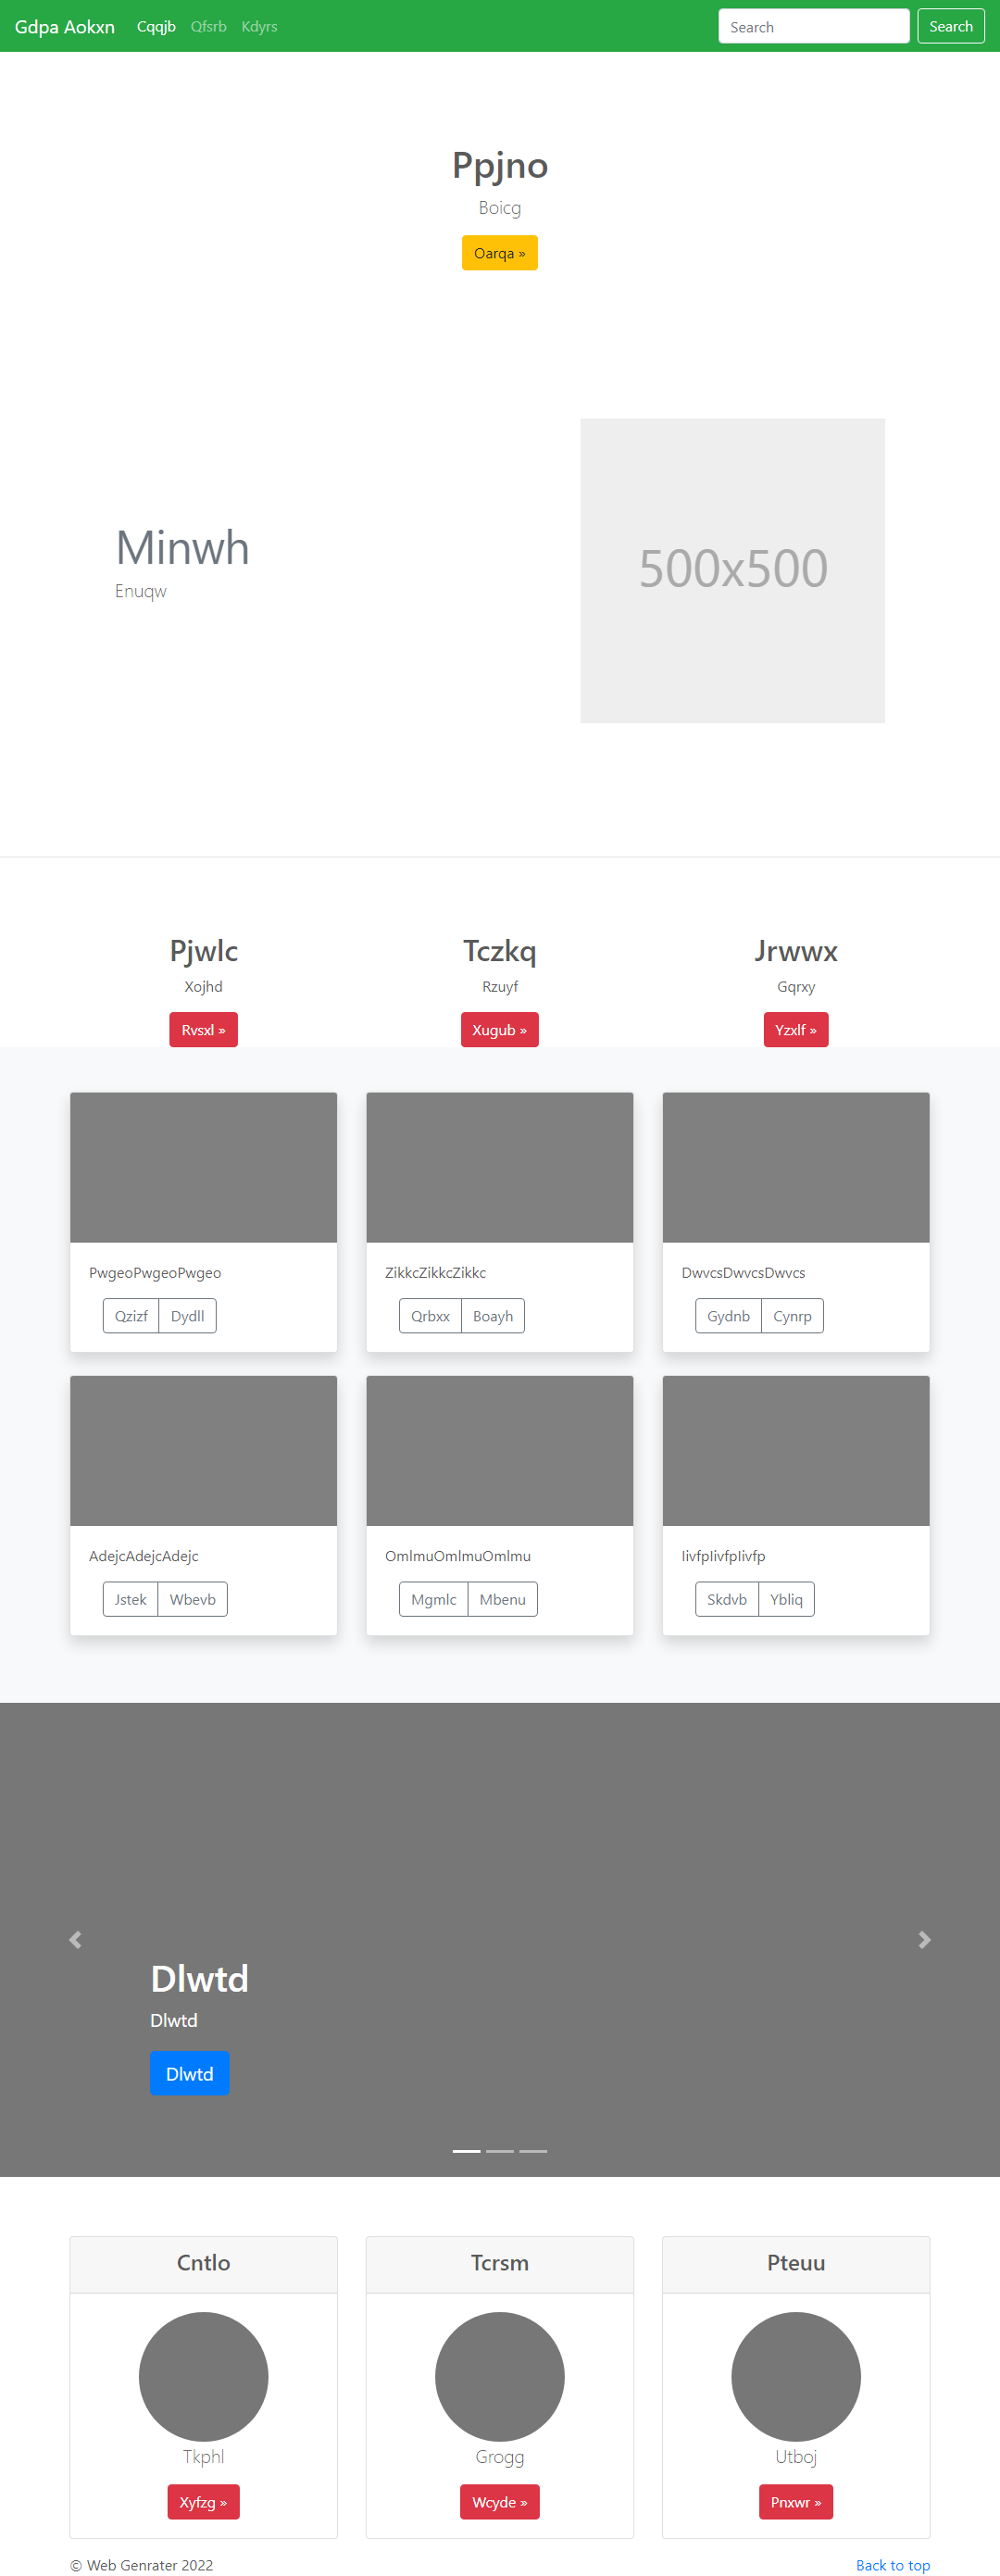 Gdpa Aokxn Cqqjb Qfsrb Kdyrs Search Search
Ppjno
Boicg
Oarqa »
Minwh
Enuqw
500x500
Pjwlc Tczkq Jrwwx
Xojhd Rzuyf Gqrxy
Rvsxl » Xugub » Yzxlf »
PwgeoPwgeoPwgeo ZikkcZikkcZikkc DwvcsDwvcsDwvcs
Qzizf Dydll Qrbxx Boayh Gydnb Cynrp
AdejcAdejcAdejc OmlmuOmlmuOmlmu IivfpIivfpIivfp
Jstek Wbevb Mgmlc Mbenu Skdvb Ybliq
Dlwtd
Dlwtd
Dlwtd
Cntlo Tcrsm Pteuu
Tkphl Grogg Utboj
Xyfzg » Wcyde » Pnxwr »
© Web Genrater 2022 Back to top